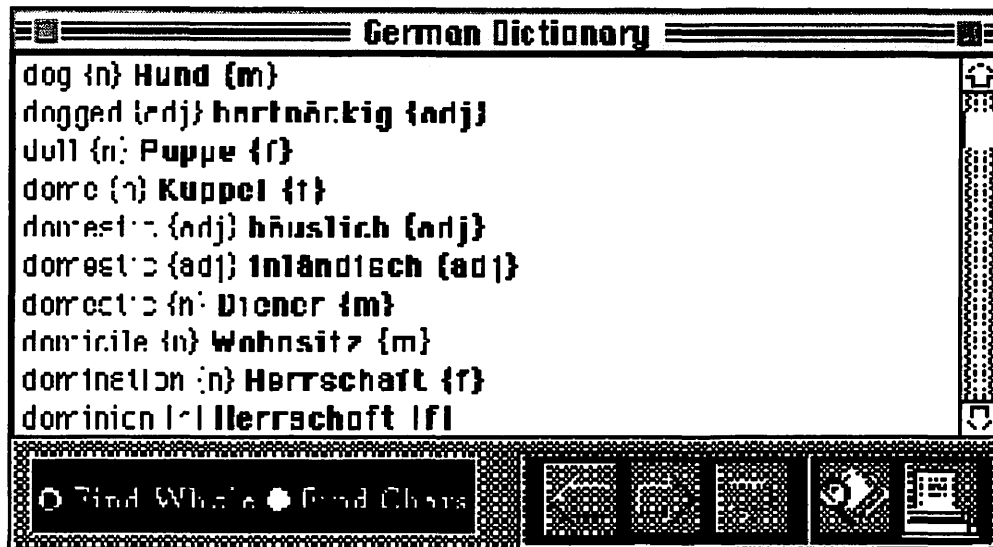 German Dictionary
dog {n} Hund {m}
dogged {adj} hartnäckig {adj}
doll {n} Puppe {f}
dome {n} Kuppel {f}
domestic {adj} häuslich {adj}
domestic {adj} inländisch {adj}
domestic {n} Diener {m}
domicile {n} Wohnsitz {m}
domination {n} Herrschaft {f}
dominion {n} Herrschaft {f}
Find Whole Find Chars